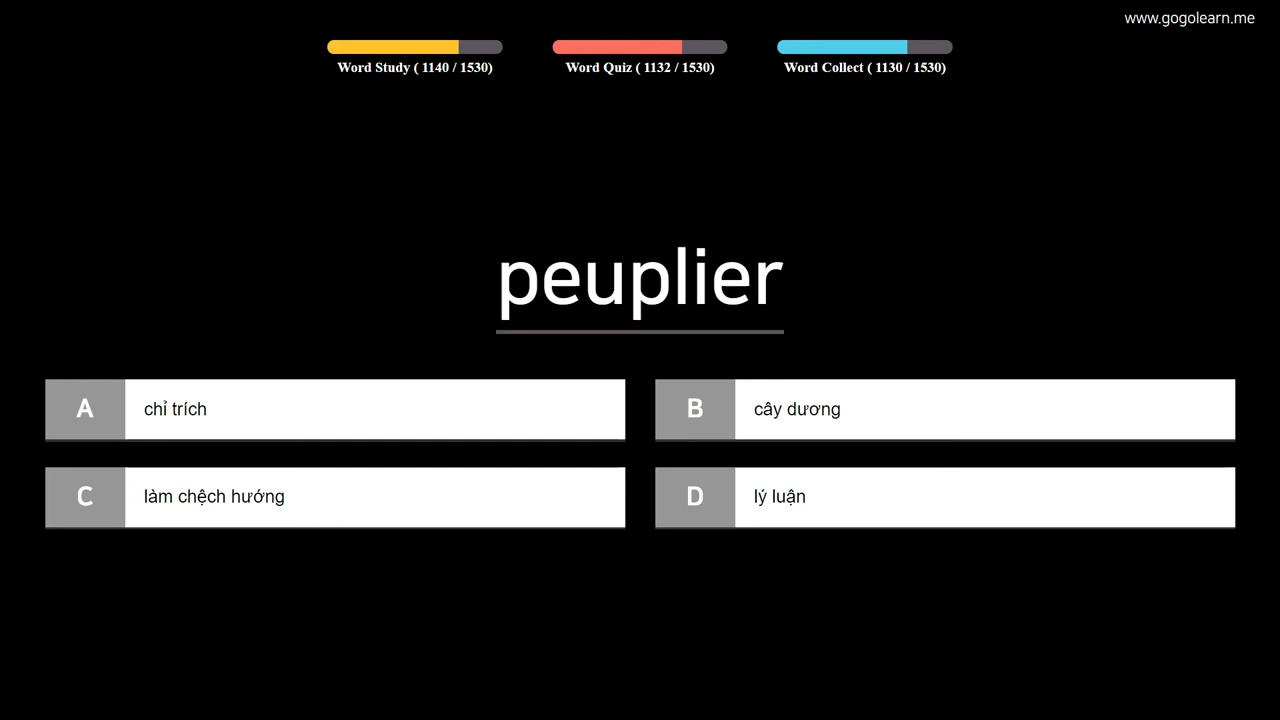 www.gogolearn.me
Word Study ( 1140 / 1530)
Word Quiz ( 1132 / 1530)
Word Collect ( 1130 / 1530)
peuplier
A chỉ trích
B cây dương
C làm chệch hướng
D lý luận